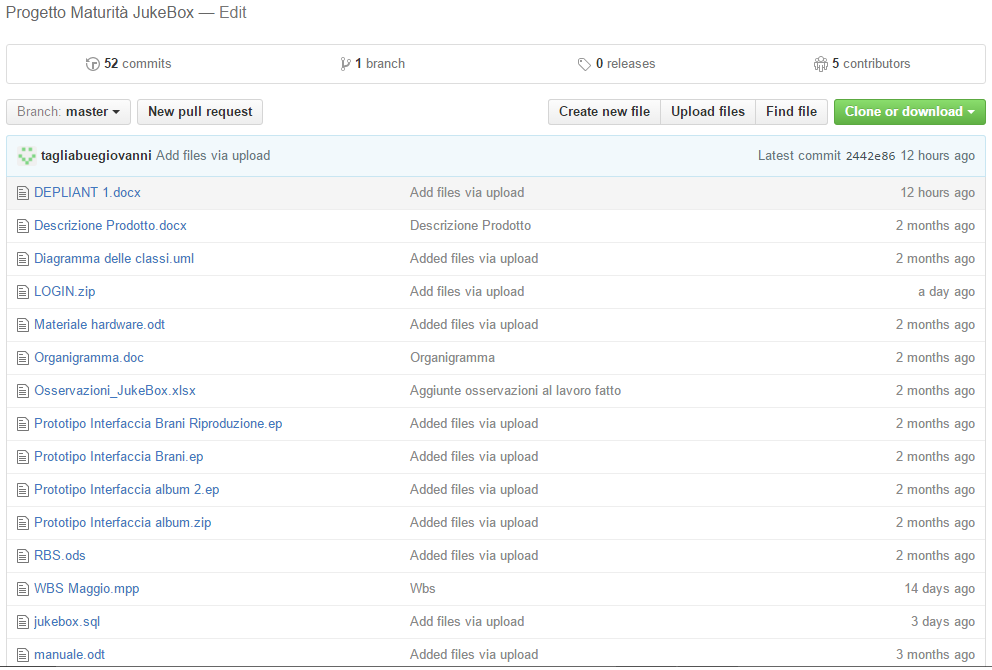 Progetto Maturità JukeBox — Edit
52 commits 1 branch 0 releases 5 contributors
Branch: master New pull request Create new file Upload files Find file Clone or download
tagliabuegiovanni Add files via upload Latest commit 2442e86 12 hours ago
DEPLIANT 1.docx Add files via upload 12 hours ago
Descrizione Prodotto.docx Descrizione Prodotto 2 months ago
Diagramma delle classi.uml Added files via upload 2 months ago
LOGIN.zip Add files via upload a day ago
Materiale hardware.odt Added files via upload 2 months ago
Organigramma.doc Organigramma 2 months ago
Osservazioni_JukeBox.xlsx Aggiunte osservazioni al lavoro fatto 2 months ago
Prototipo Interfaccia Brani Riproduzione.ep Added files via upload 2 months ago
Prototipo Interfaccia Brani.ep Added files via upload 2 months ago
Prototipo Interfaccia album 2.ep Added files via upload 2 months ago
Prototipo Interfaccia album.zip Added files via upload 2 months ago
RBS.ods Added files via upload 2 months ago
WBS Maggio.mpp Wbs 14 days ago
jukebox.sql Add files via upload 3 days ago
manuale.odt Added files via upload 3 months ago